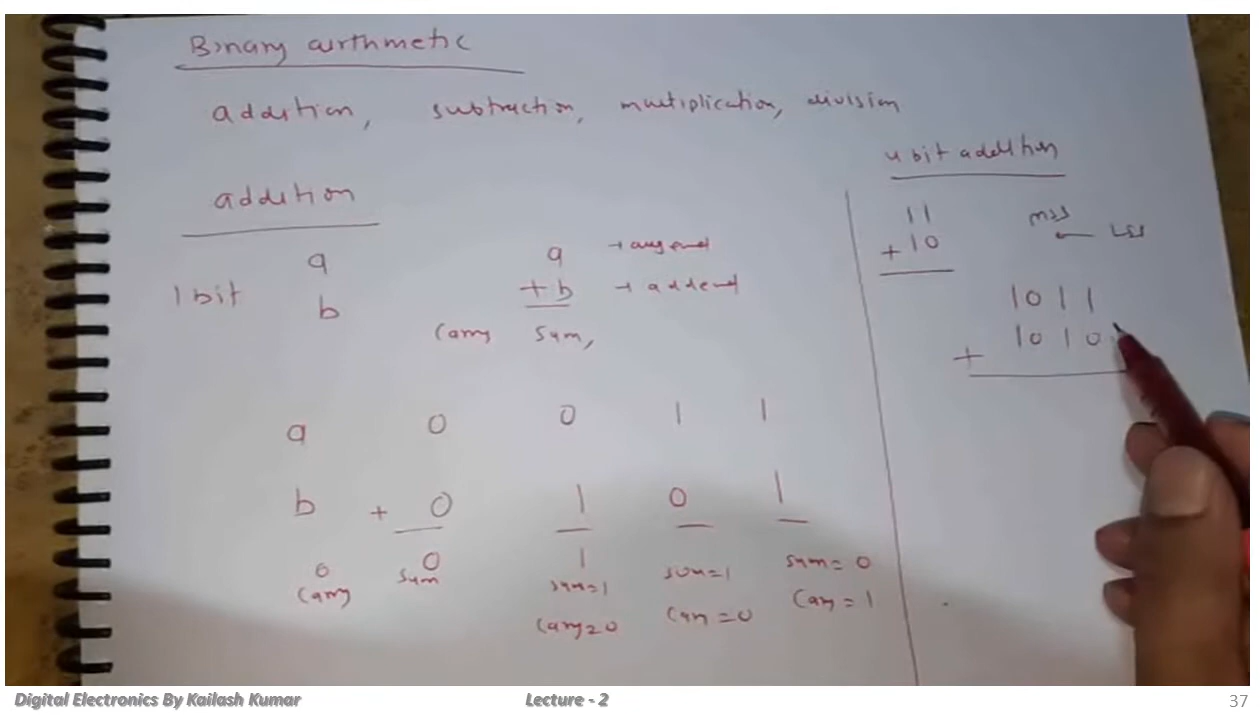 Binary airthmetic
addition, subtraction, multiplication, division
addition
1 bit
a
b
a → augend
+ b → addend
Carry Sum,
a 0 0 1 1
b + 0 1 0 1
0 0 1
Carry Sum
sum=1
Carry=0
sum=1
Carry=0
sum=0
Carry=1
4 bit addition
11
+10
MSB ← LSB
1011
+ 1010
Digital Electronics By Kailash Kumar
Lecture - 2
37